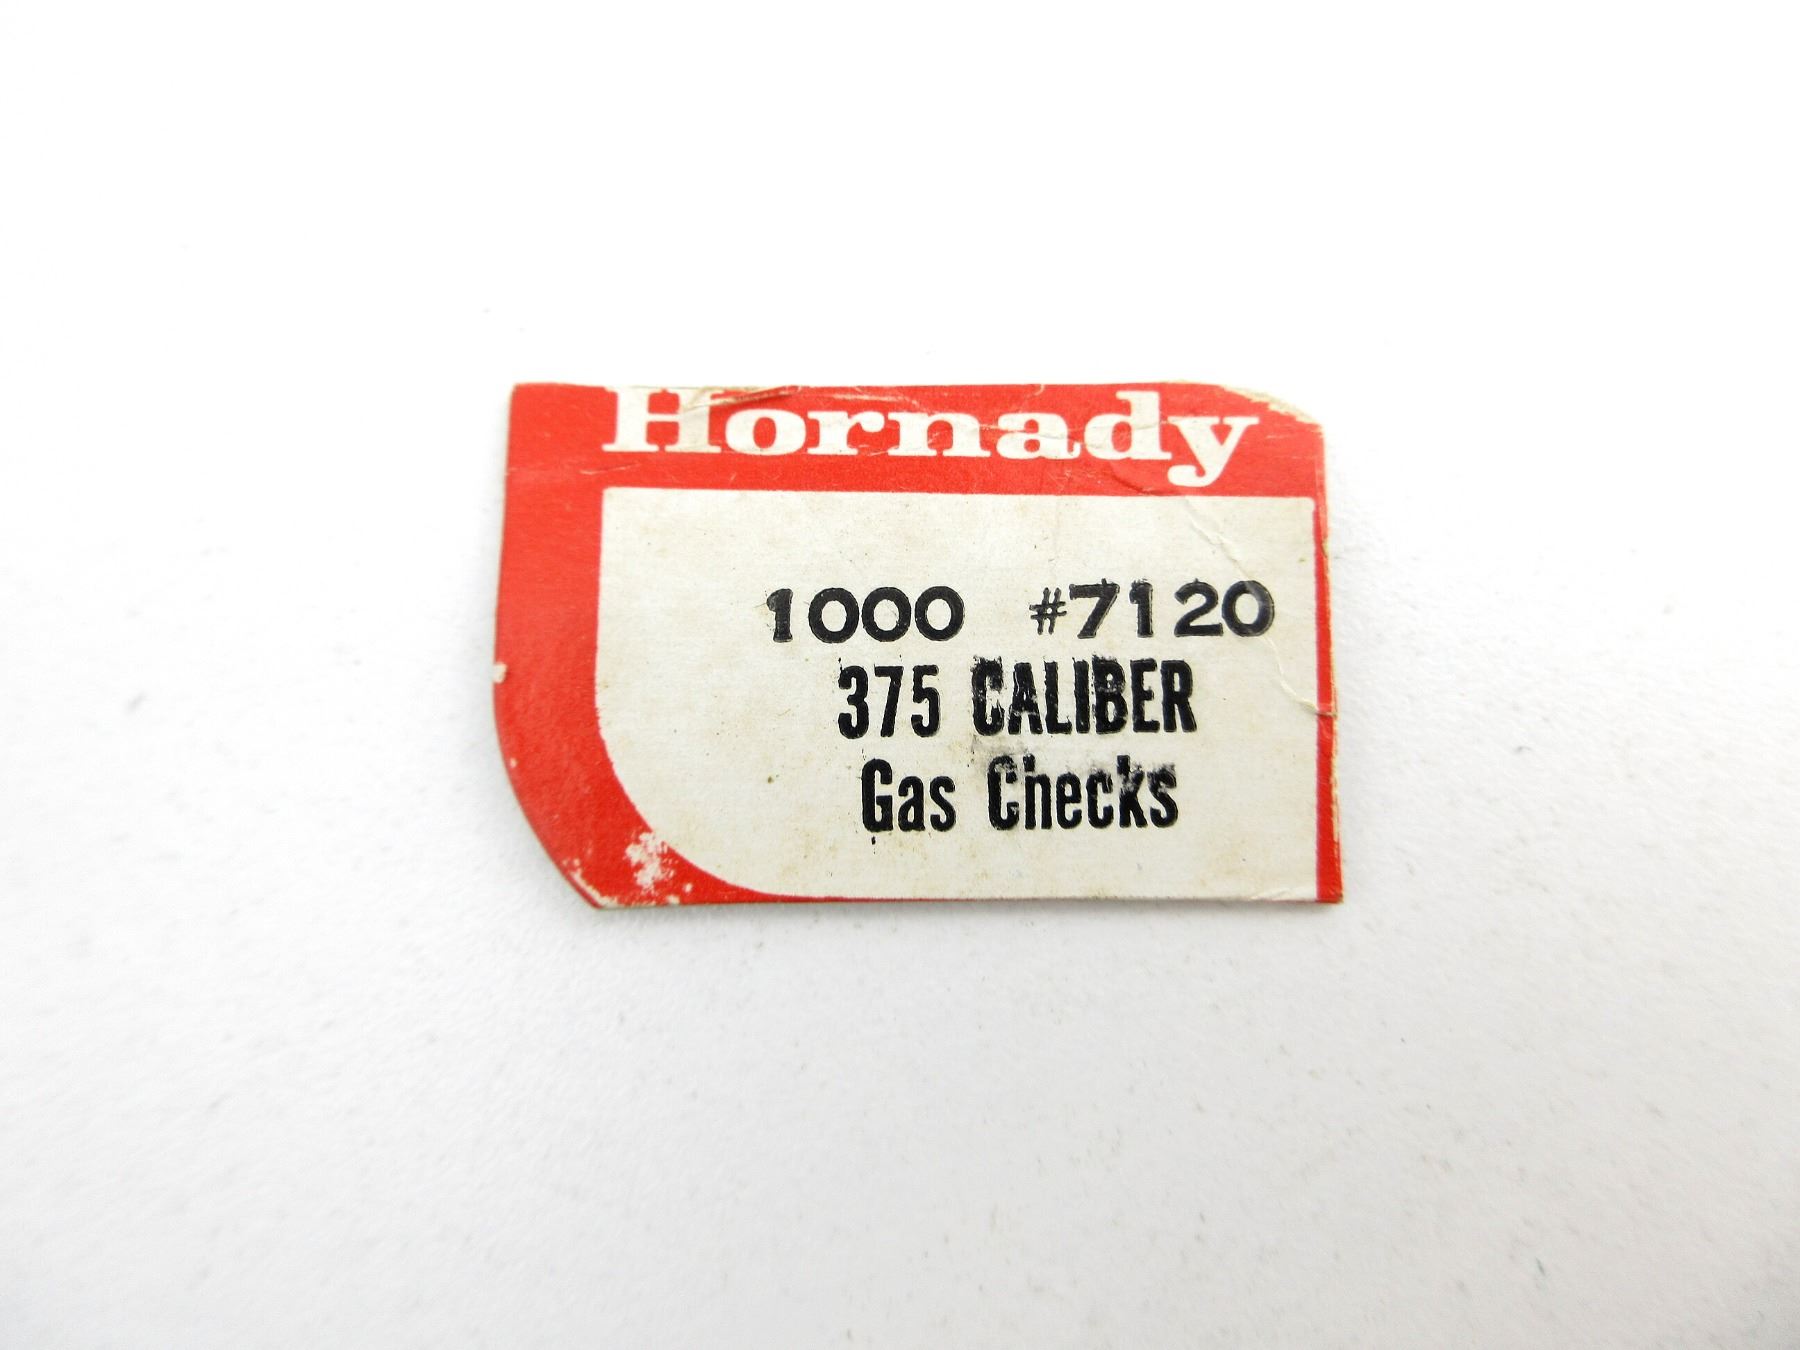 Hornady
1000 #7120
375 CALIBER
Gas Checks